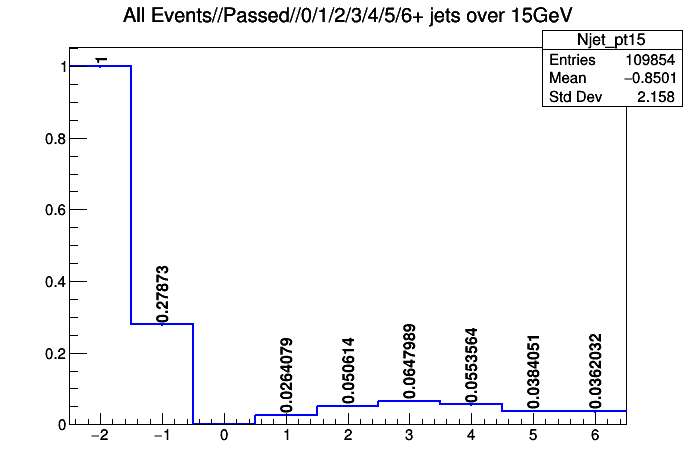 All Events//Passed//0/1/2/3/4/5/6+ jets over 15GeV
Njet_pt15
Entries 109854
Mean −0.8501
Std Dev 2.158
1
0.8
0.6
0.4
0.2
0
1
0.27873
0.0264079
0.050614
0.0647989
0.0553564
0.0384051
0.0362032
−2 −1 0 1 2 3 4 5 6